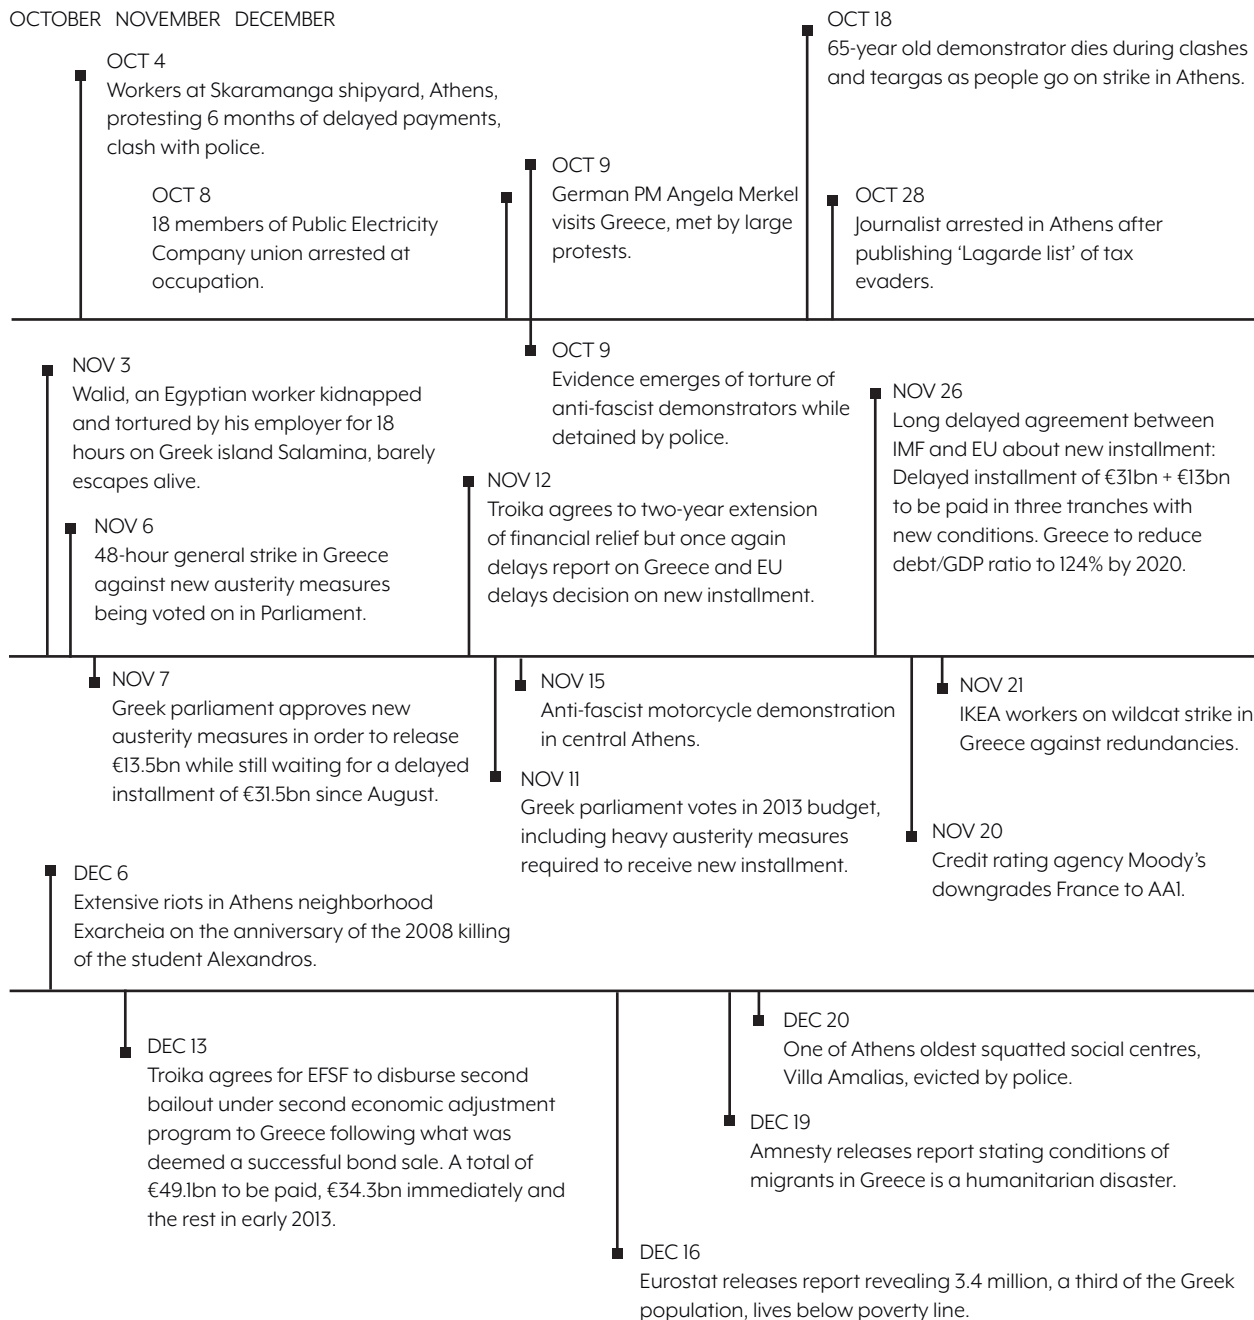 OCTOBER NOVEMBER DECEMBER
OCT 4
Workers at Skaramanga shipyard, Athens,
protesting 6 months of delayed payments,
clash with police.
OCT 8
18 members of Public Electricity
Company union arrested at
occupation.
OCT 9
German PM Angela Merkel
visits Greece, met by large
protests.
OCT 18
65-year old demonstrator dies during clashes
and teargas as people go on strike in Athens.
OCT 28
Journalist arrested in Athens after
publishing ‘Lagarde list’ of tax
evaders.
OCT 9
Evidence emerges of torture of
anti-fascist demonstrators while
detained by police.
NOV 3
Walid, an Egyptian worker kidnapped
and tortured by his employer for 18
hours on Greek island Salamina, barely
escapes alive.
NOV 6
48-hour general strike in Greece
against new austerity measures
being voted on in Parliament.
NOV 12
Troika agrees to two-year extension
of financial relief but once again
delays report on Greece and EU
delays decision on new installment.
NOV 26
Long delayed agreement between
IMF and EU about new installment:
Delayed installment of €31bn + €13bn
to be paid in three tranches with
new conditions. Greece to reduce
debt/GDP ratio to 124% by 2020.
NOV 7
Greek parliament approves new
austerity measures in order to release
€13.5bn while still waiting for a delayed
installment of €31.5bn since August.
NOV 15
Anti-fascist motorcycle demonstration
in central Athens.
NOV 11
Greek parliament votes in 2013 budget,
including heavy austerity measures
required to receive new installment.
NOV 21
IKEA workers on wildcat strike in
Greece against redundancies.
NOV 20
Credit rating agency Moody’s
downgrades France to AA1.
DEC 6
Extensive riots in Athens neighborhood
Exarcheia on the anniversary of the 2008 killing
of the student Alexandros.
DEC 13
Troika agrees for EFSF to disburse second
bailout under second economic adjustment
program to Greece following what was
deemed a successful bond sale. A total of
€49.1bn to be paid, €34.3bn immediately and
the rest in early 2013.
DEC 20
One of Athens oldest squatted social centres,
Villa Amalias, evicted by police.
DEC 19
Amnesty releases report stating conditions of
migrants in Greece is a humanitarian disaster.
DEC 16
Eurostat releases report revealing 3.4 million, a third of the Greek
population, lives below poverty line.